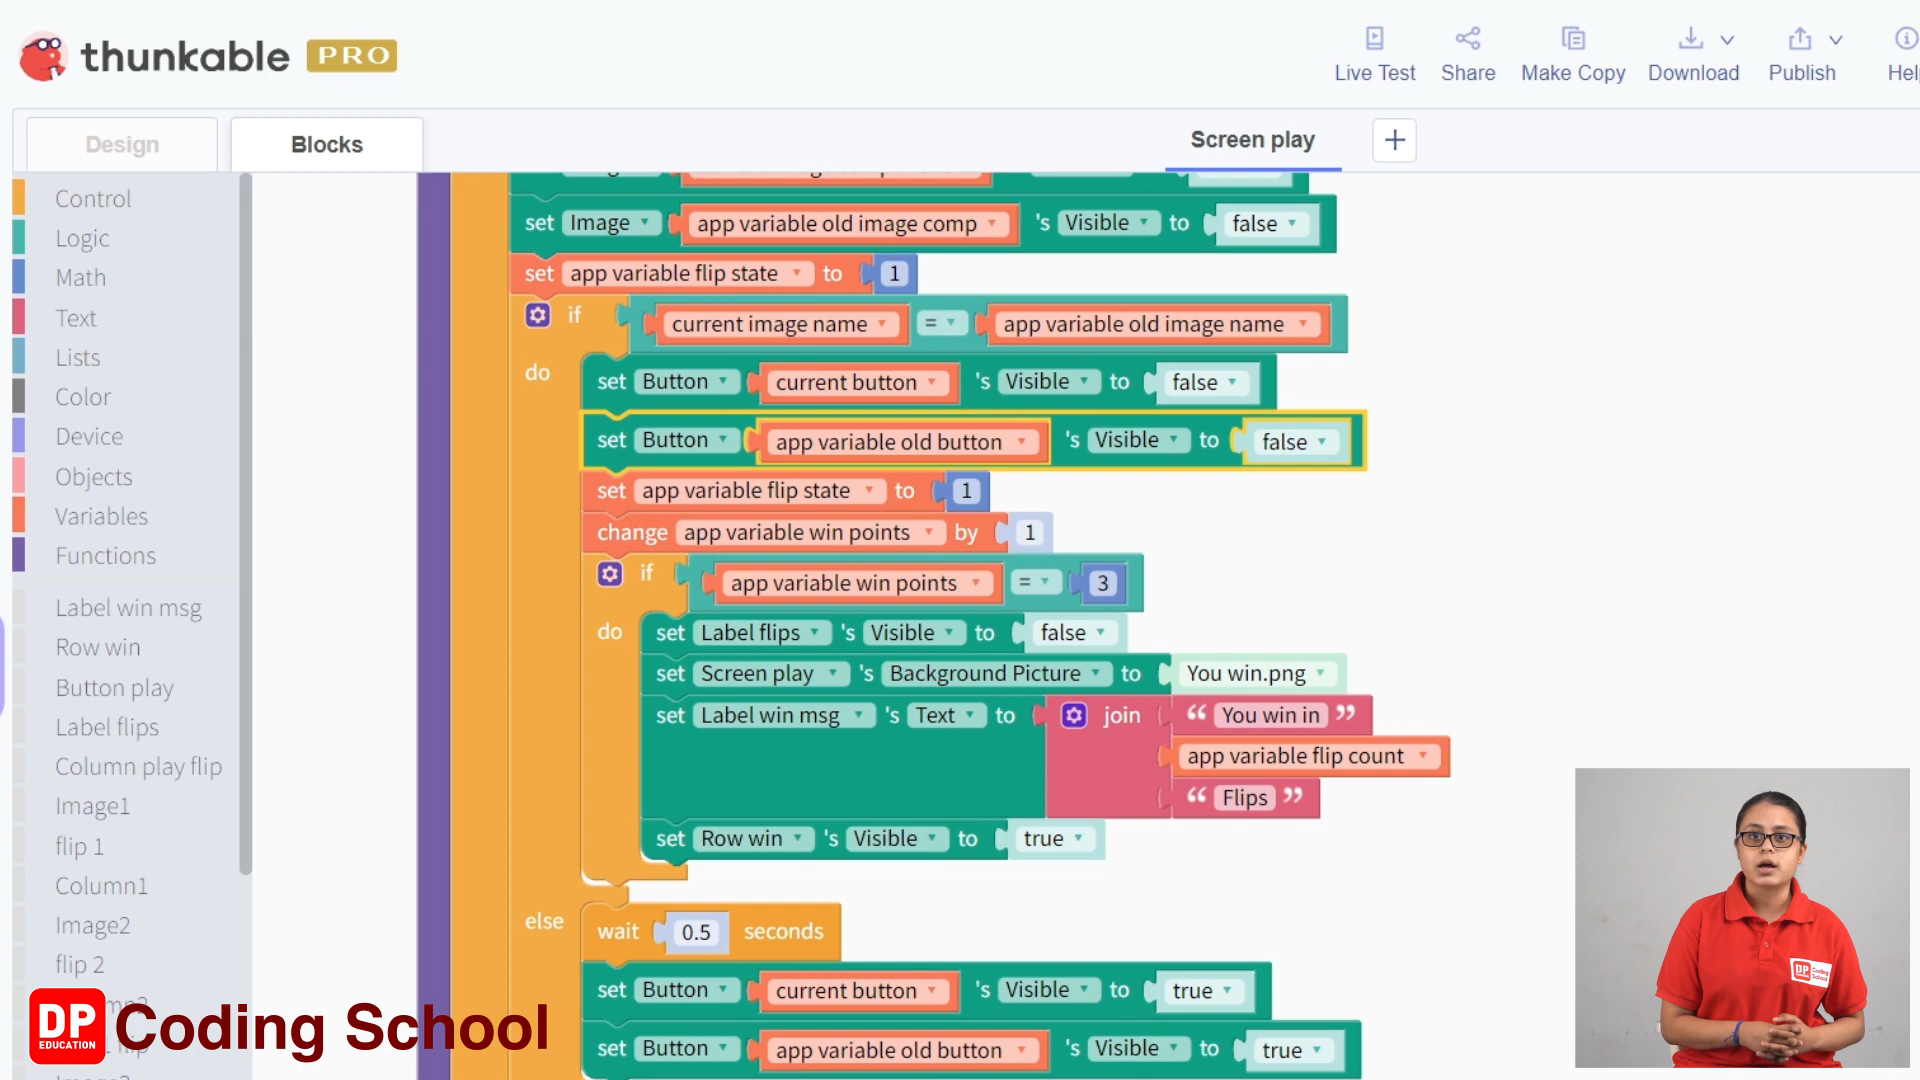 thunkable PRO
Live Test
Share
Make Copy
Download
Publish
Design
Blocks
Screen play
+
Control
Logic
Math
Text
Lists
Color
Device
Objects
Variables
Functions
Label win msg
Row win
Button play
Label flips
Column play flip
Image1
flip 1
Column1
Image2
flip 2
set Image app variable old image comp 's Visible to false
set app variable flip state to 1
if current image name = app variable old image name
do set Button current button 's Visible to false
set Button app variable old button 's Visible to false
set app variable flip state to 1
change app variable win points by 1
if app variable win points = 3
do set Label flips 's Visible to false
set Screen play 's Background Picture to You win.png
set Label win msg 's Text to join “ You win in ”
app variable flip count
“ Flips ”
set Row win 's Visible to true
else wait 0.5 seconds
set Button current button 's Visible to true
set Button app variable old button 's Visible to true
DP EDUCATION Coding School
DP Coding School